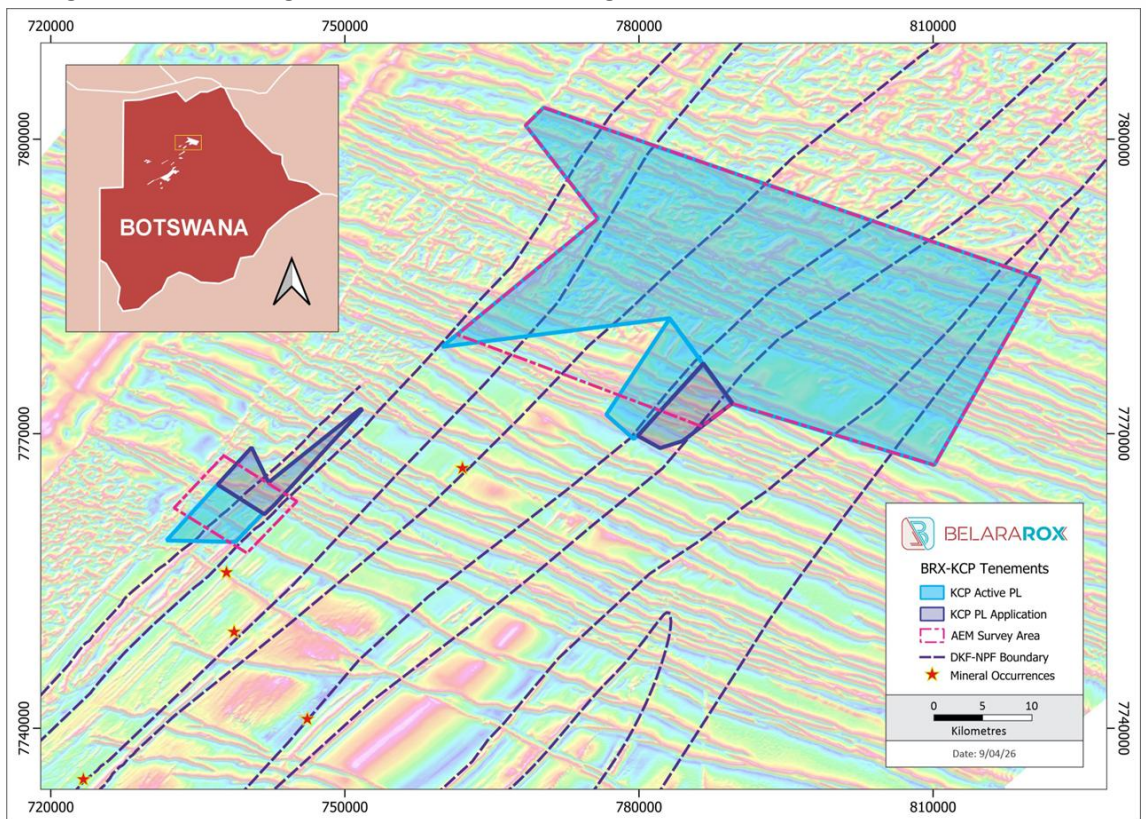 720000 750000 780000 810000
7800000 7800000
BOTSWANA
7770000 7770000
BELARAROX
BRX-KCP Tenements
KCP Active PL
KCP PL Application
AEM Survey Area
DKF-NPF Boundary
Mineral Occurrences
0 5 10
Kilometres
Date: 9/04/26
7740000 7740000
720000 750000 780000 810000